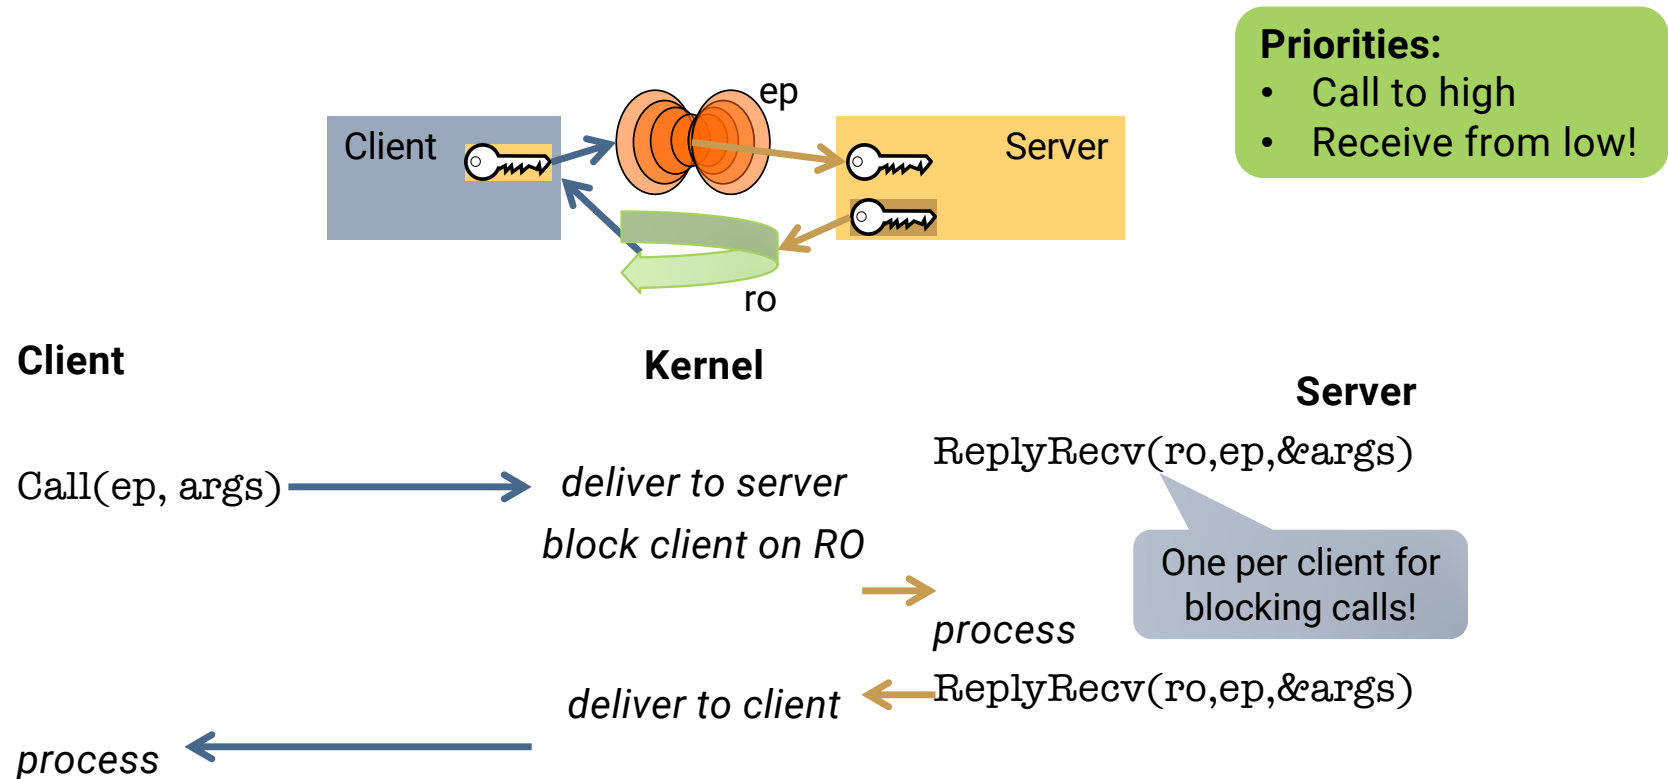 Priorities:
• Call to high
• Receive from low!
ep
Client
Server
ro
Client
Kernel
Server
ReplyRecv(ro,ep,&args)
Call(ep, args)
deliver to server
block client on RO
One per client for
blocking calls!
process
ReplyRecv(ro,ep,&args)
deliver to client
process